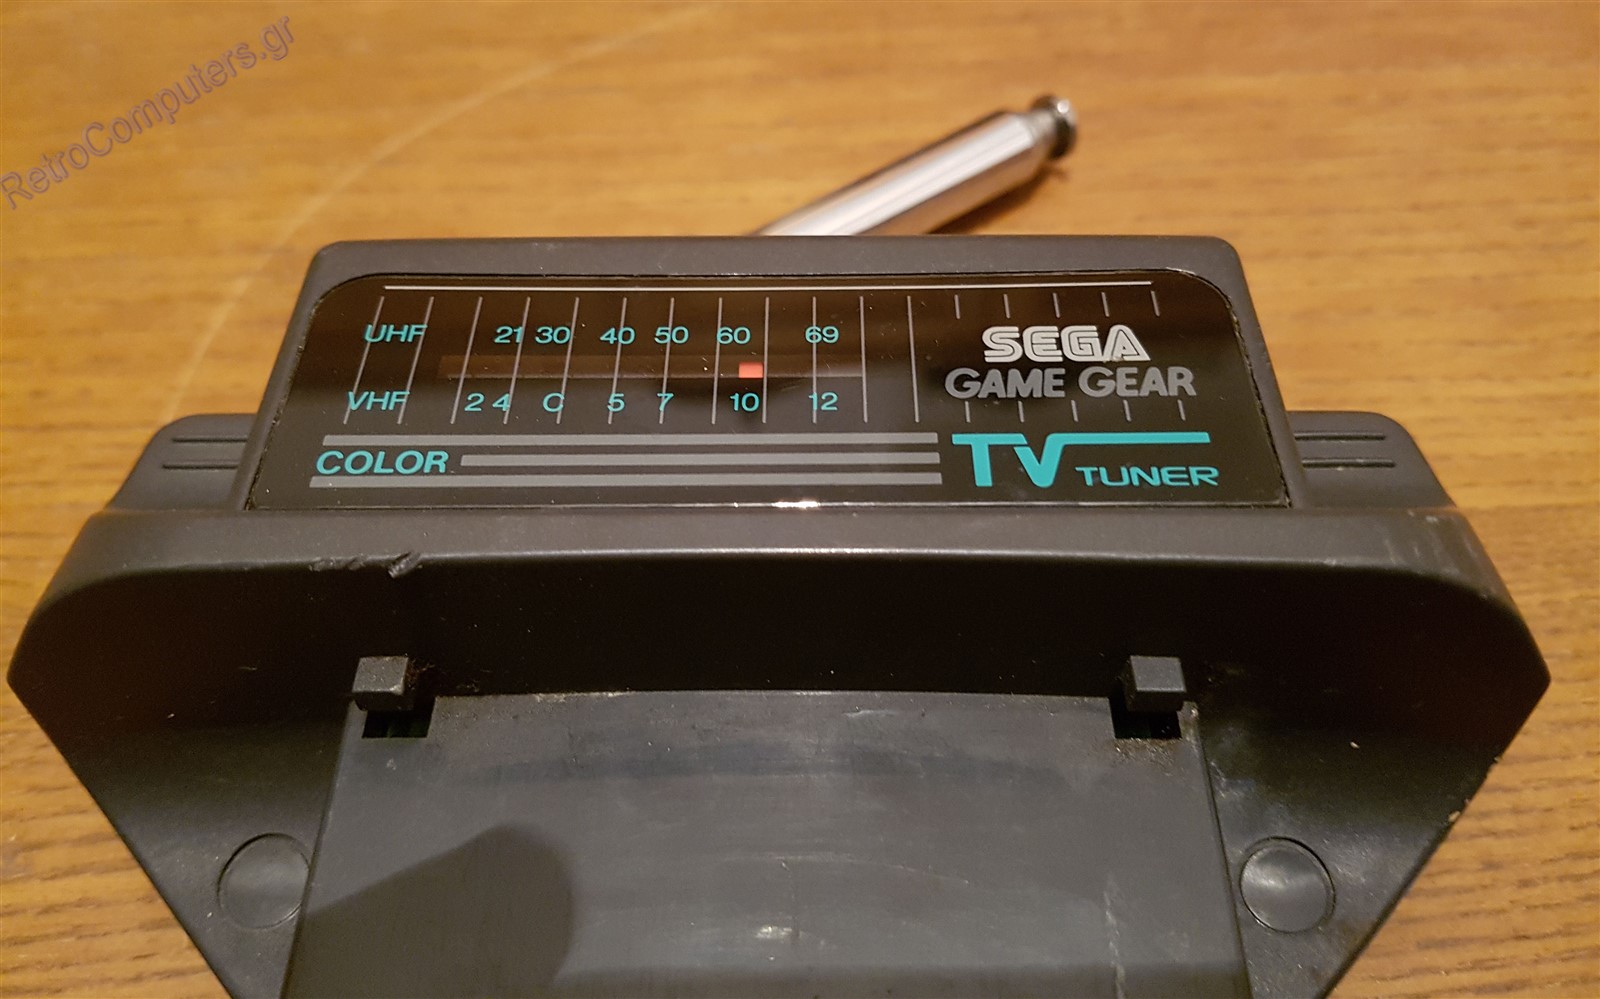 RetroComputers.gr
UHF 21 30 40 50 60 69
VHF 2 4 C 5 7 10 12
SEGA
GAME GEAR
COLOR
TV TUNER